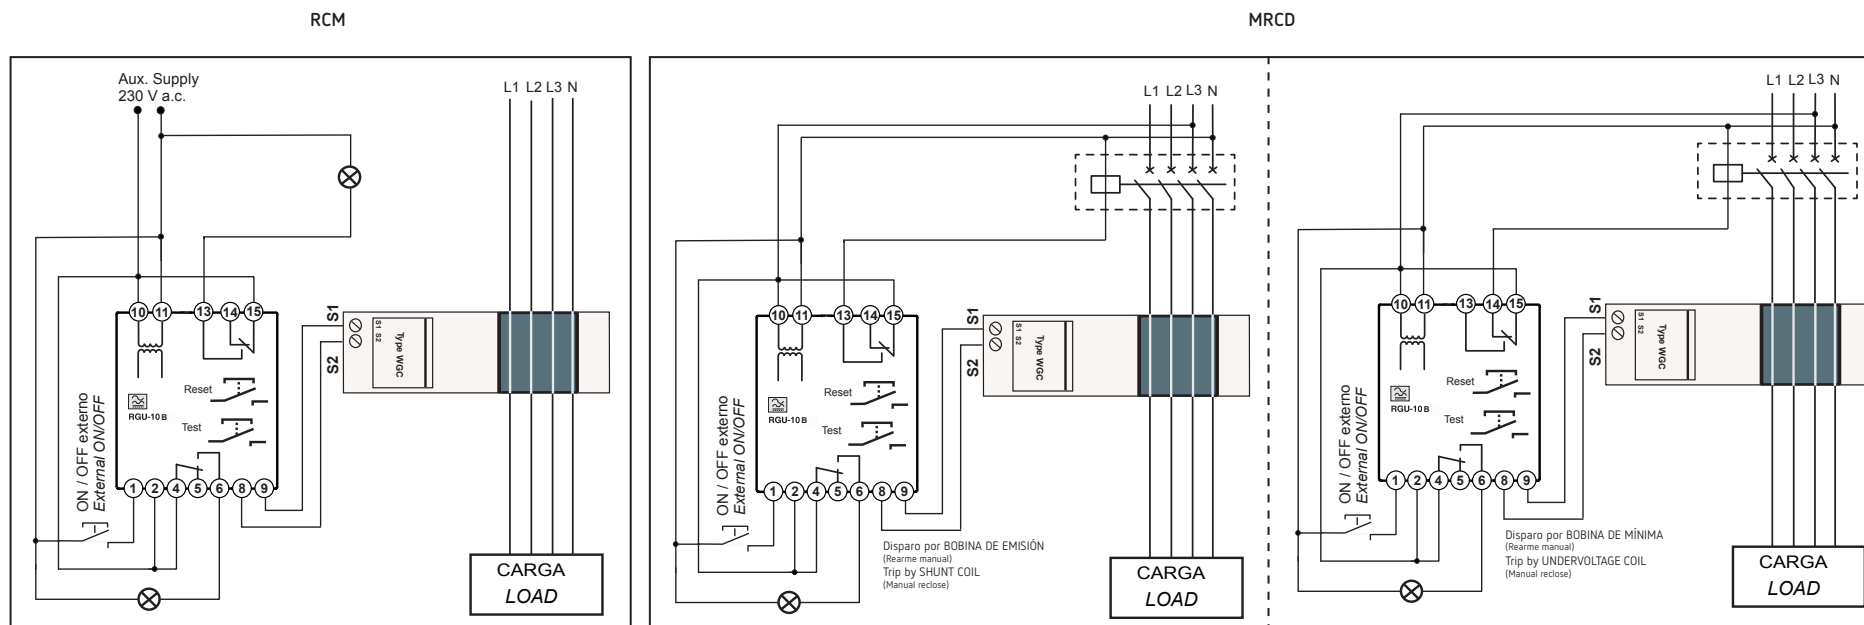 RCM
MRCD
Aux. Supply
230 V a.c.
L1 L2 L3 N
10 11 13 14 15
S1
S2
S1 S2
Type WGC
Reset
RGU-10 B
Test
ON / OFF externo
External ON/OFF
1 2 4 5 6 8 9
CARGA
LOAD
L1 L2 L3 N
10 11 13 14 15
S1
S2
S1 S2
Type WGC
Reset
RGU-10 B
Test
ON / OFF externo
External ON/OFF
1 2 4 5 6 8 9
Disparo por BOBINA DE EMISIÓN
(Rearme manual)
Trip by SHUNT COIL
(Manual reclose)
CARGA
LOAD
L1 L2 L3 N
10 11 13 14 15
S1
S2
S1 S2
Type WGC
Reset
RGU-10 B
Test
ON / OFF externo
External ON/OFF
1 2 4 5 6 8 9
Disparo por BOBINA DE MÍNIMA
(Rearme manual)
Trip by UNDERVOLTAGE COIL
(Manual reclose)
CARGA
LOAD